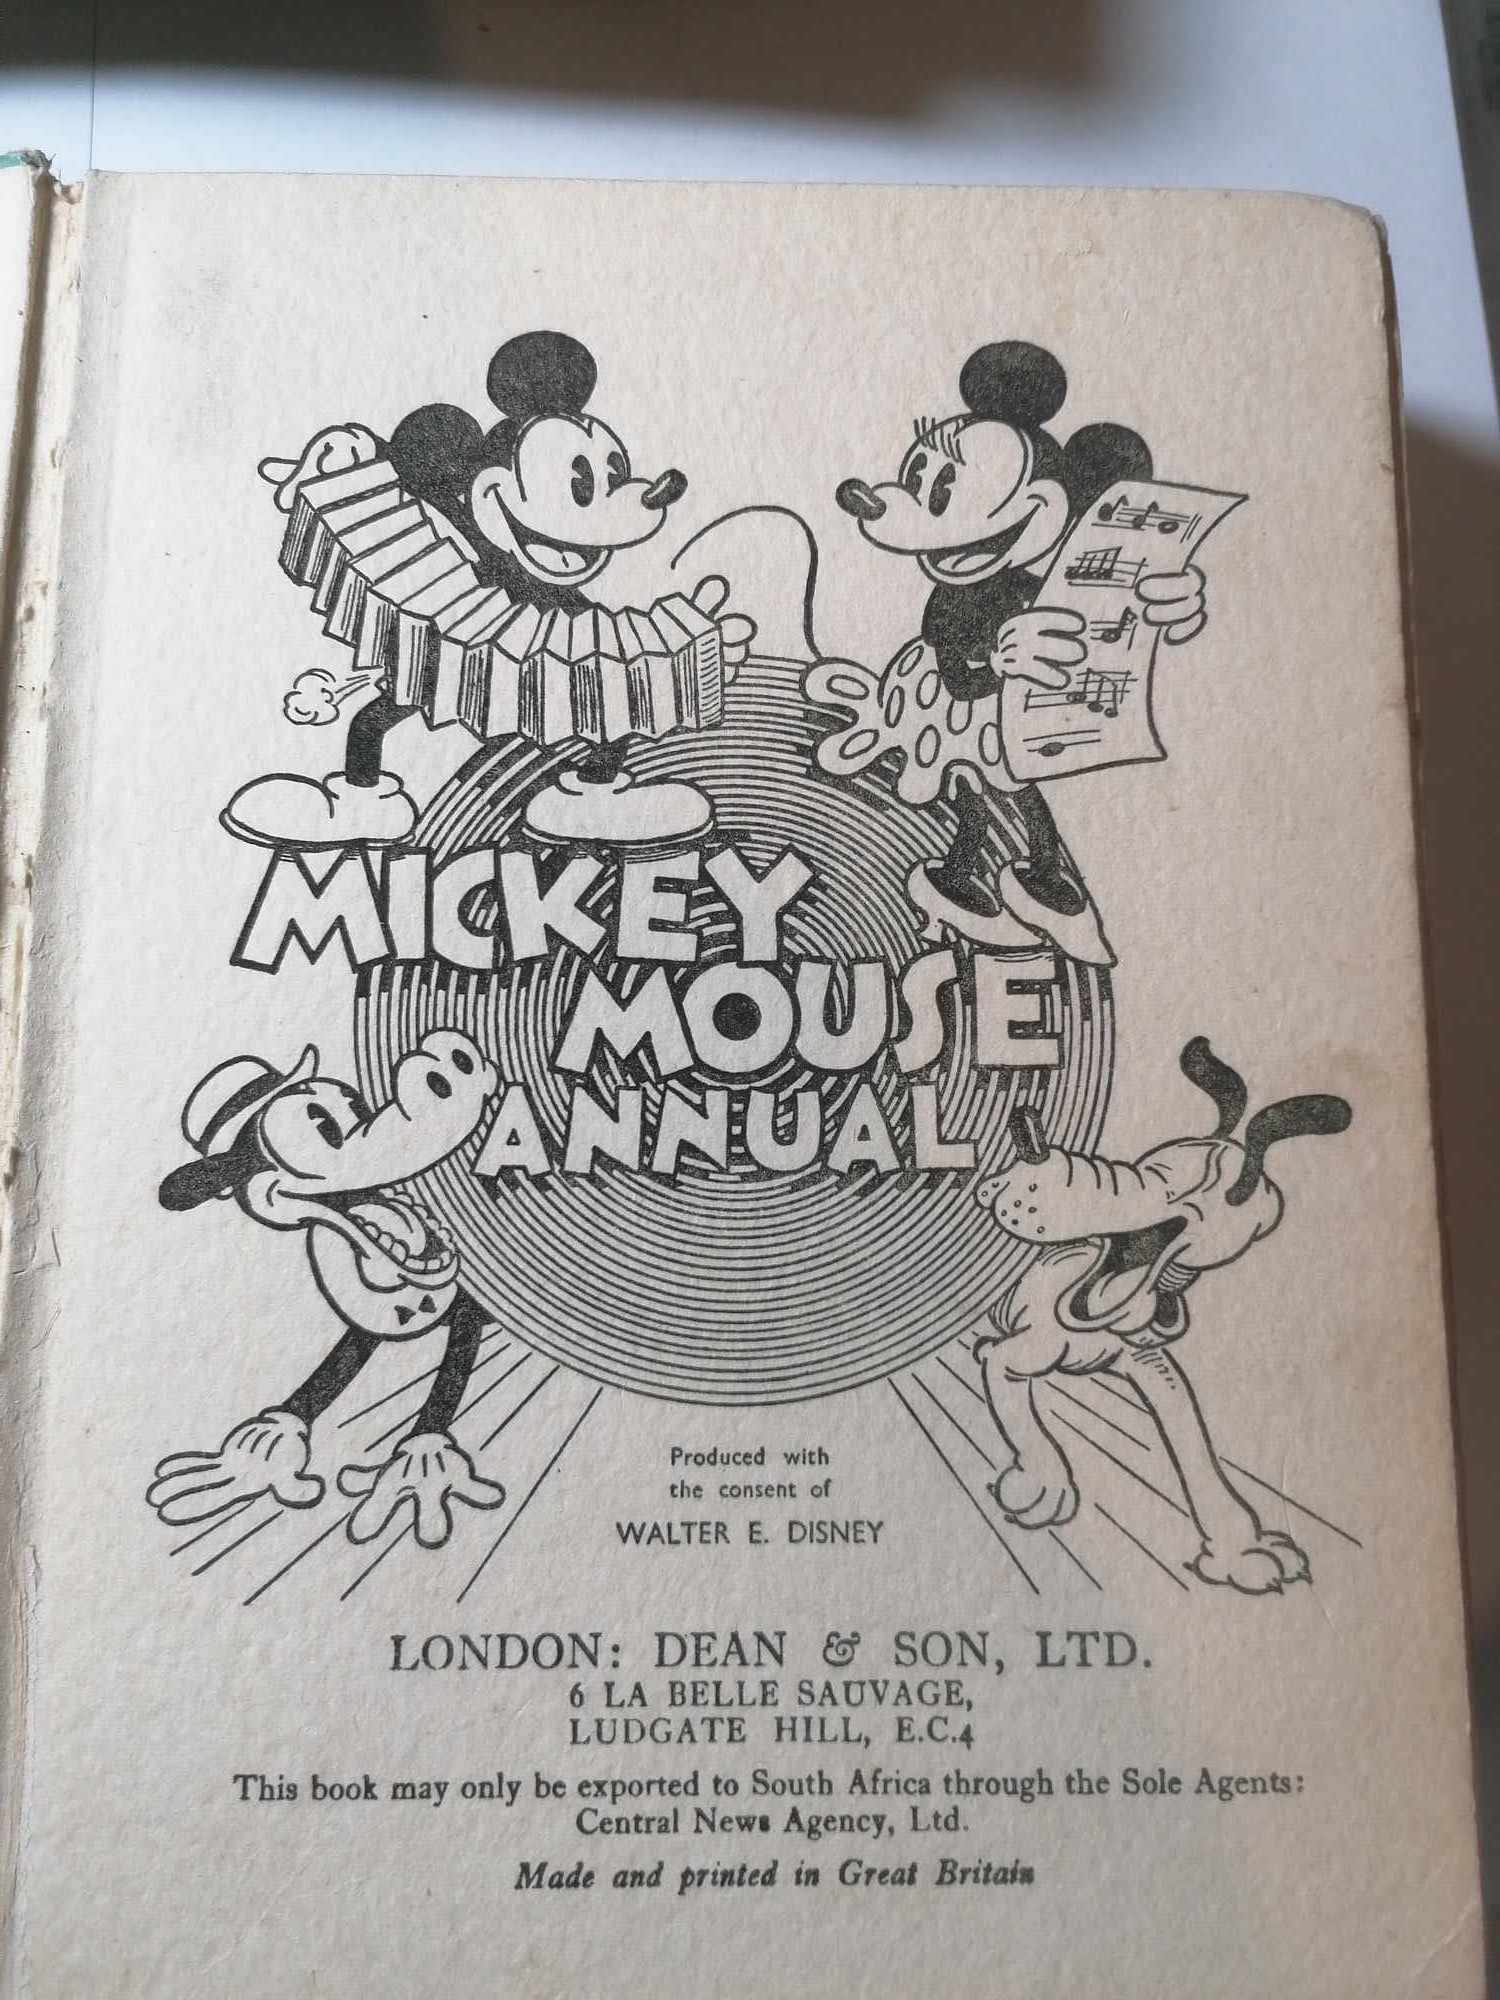 MICKEY
MOUSE
ANNUAL
Produced with
the consent of
WALTER E. DISNEY
LONDON: DEAN & SON, LTD.
6 LA BELLE SAUVAGE,
LUDGATE HILL, E.C.4
This book may only be exported to South Africa through the Sole Agents:
Central News Agency, Ltd.
Made and printed in Great Britain